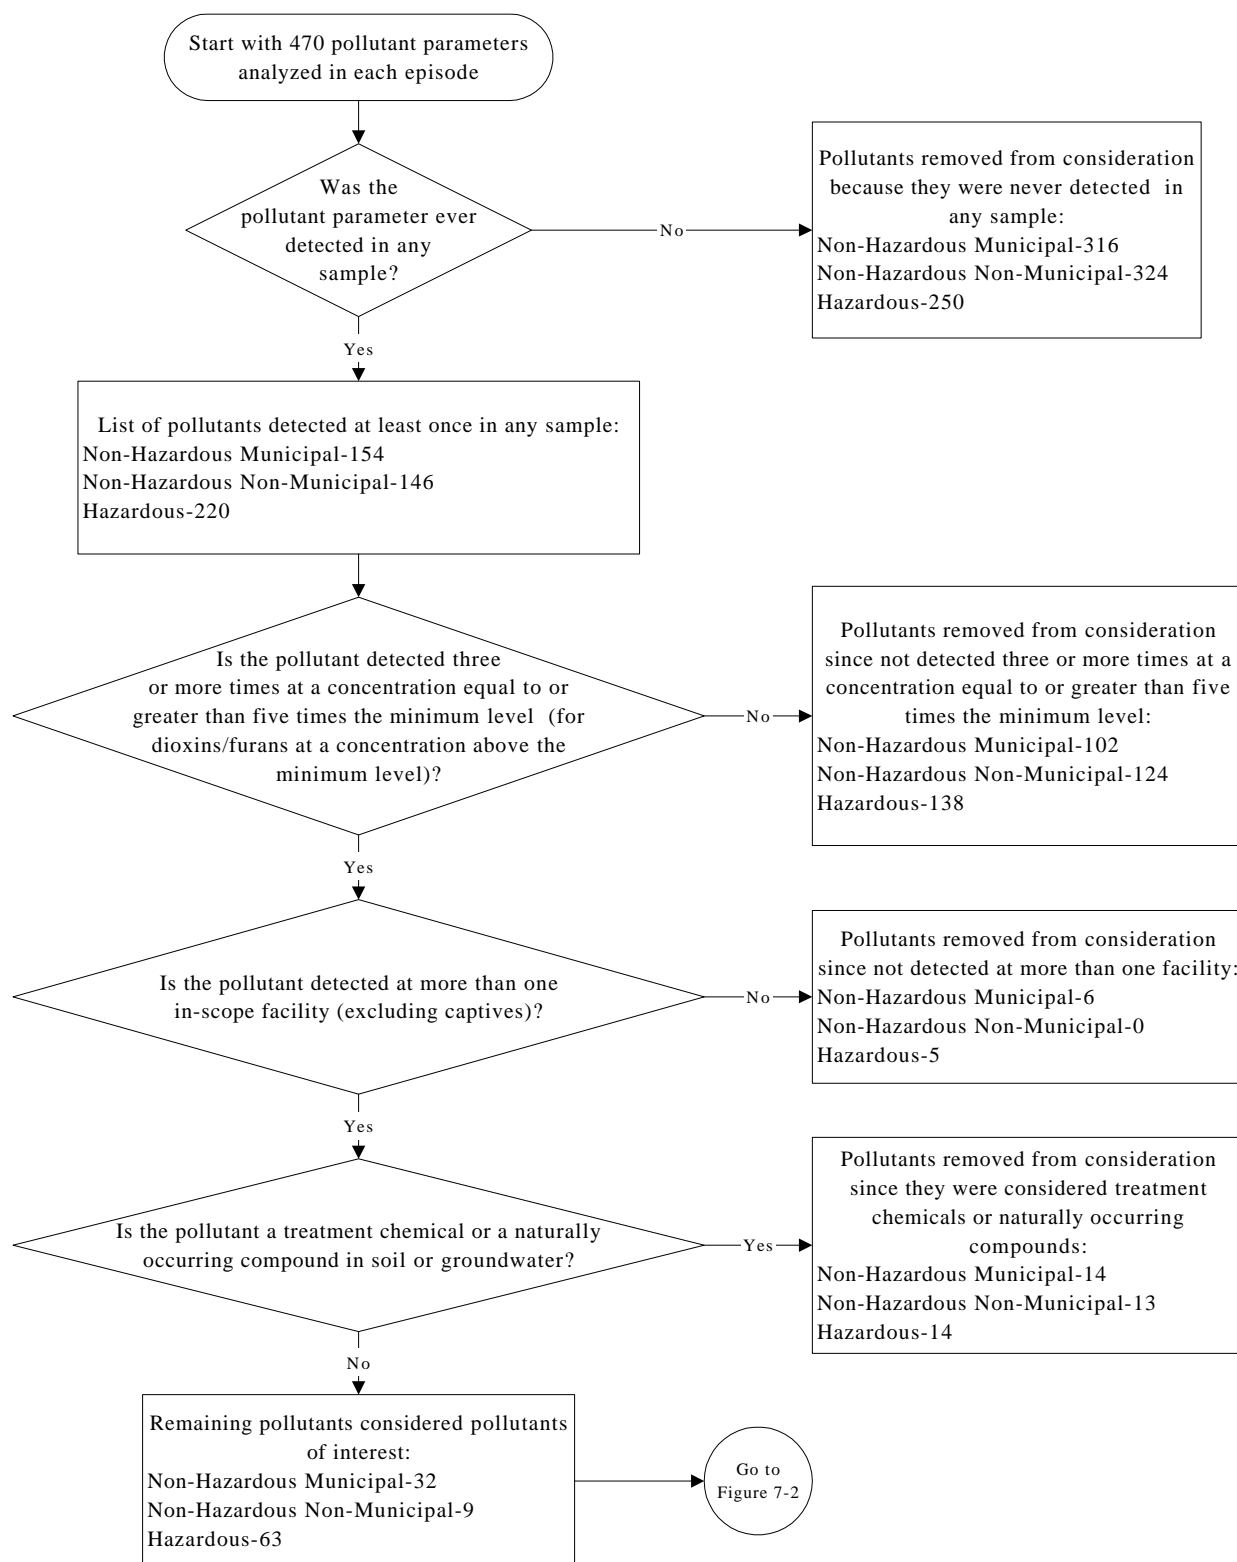 Start with 470 pollutant parameters
analyzed in each episode
Was the
pollutant parameter ever
detected in any
sample?
No
Pollutants removed from consideration
because they were never detected in
any sample:
Non-Hazardous Municipal-316
Non-Hazardous Non-Municipal-324
Hazardous-250
Yes
List of pollutants detected at least once in any sample:
Non-Hazardous Municipal-154
Non-Hazardous Non-Municipal-146
Hazardous-220
Is the pollutant detected three
or more times at a concentration equal to or
greater than five times the minimum level (for
dioxins/furans at a concentration above the
minimum level)?
No
Pollutants removed from consideration
since not detected three or more times at a
concentration equal to or greater than five
times the minimum level:
Non-Hazardous Municipal-102
Non-Hazardous Non-Municipal-124
Hazardous-138
Yes
Is the pollutant detected at more than one
in-scope facility (excluding captives)?
No
Pollutants removed from consideration
since not detected at more than one facility:
Non-Hazardous Municipal-6
Non-Hazardous Non-Municipal-0
Hazardous-5
Yes
Is the pollutant a treatment chemical or a naturally
occurring compound in soil or groundwater?
Yes
Pollutants removed from consideration
since they were considered treatment
chemicals or naturally occurring
compounds:
Non-Hazardous Municipal-14
Non-Hazardous Non-Municipal-13
Hazardous-14
No
Remaining pollutants considered pollutants
of interest:
Non-Hazardous Municipal-32
Non-Hazardous Non-Municipal-9
Hazardous-63
Go to
Figure 7-2